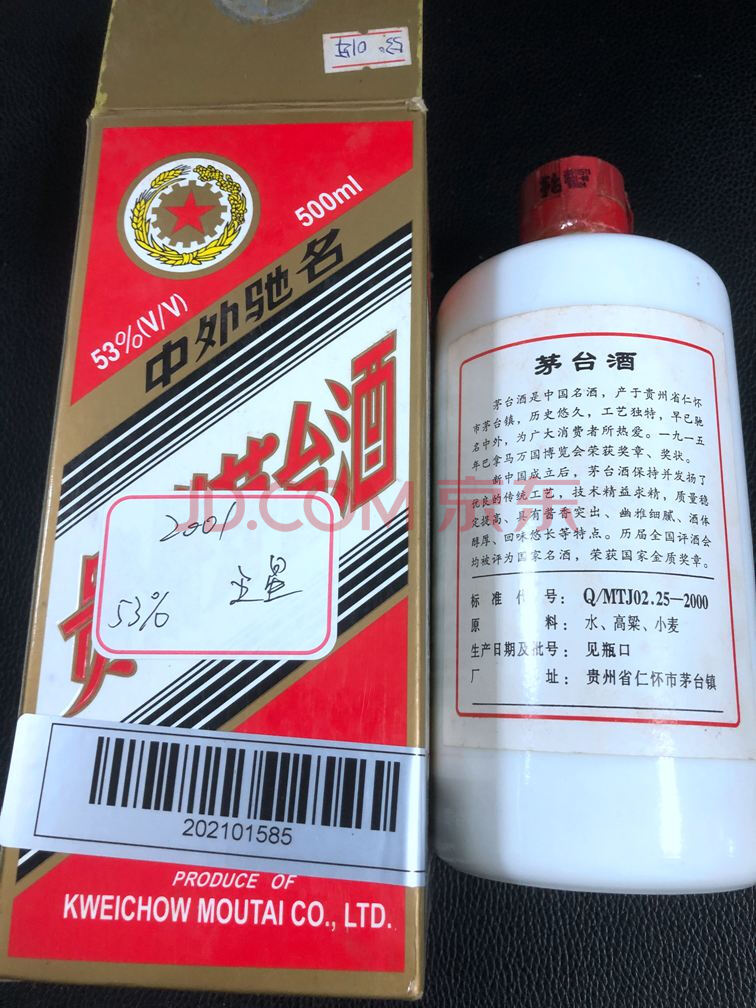 53° 01年
500ml
53%(V/V)
中外驰名
贵
茅台酒
2001
53%
JD.COM 京东
202101585
PRODUCE OF
KWEICHOW MOUTAI CO., LTD.
茅台酒
茅台酒是中国名酒，产于贵州省仁怀
市茅台镇，历史悠久，工艺独特，早已驰
名中外，为广大消费者所热爱。一九一五
年巴拿马万国博览会荣获奖章、奖状。
新中国成立后，茅台酒保持并发扬了
优良的传统工艺，技术精益求精，质量稳
定提高、具有酱香突出、幽雅细腻、酒体
醇厚、回味悠长等特点。历届全国评酒会
均被评为国家名酒，荣获国家金质奖章。
标准代号：Q/MTJ02.25—2000
原料：水、高粱、小麦
生产日期及批号：见瓶口
厂址：贵州省仁怀市茅台镇